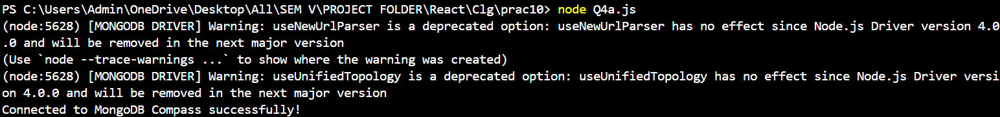 PS C:\Users\Admin\OneDrive\Desktop\All\SEM V\PROJECT FOLDER\React\Clg\prac10> node Q4a.js
(node:5628) [MONGODB DRIVER] Warning: useNewUrlParser is a deprecated option: useNewUrlParser has no effect since Node.js Driver version 4.0
.0 and will be removed in the next major version
(Use `node --trace-warnings ...` to show where the warning was created)
(node:5628) [MONGODB DRIVER] Warning: useUnifiedTopology is a deprecated option: useUnifiedTopology has no effect since Node.js Driver versi
on 4.0.0 and will be removed in the next major version
Connected to MongoDB Compass successfully!